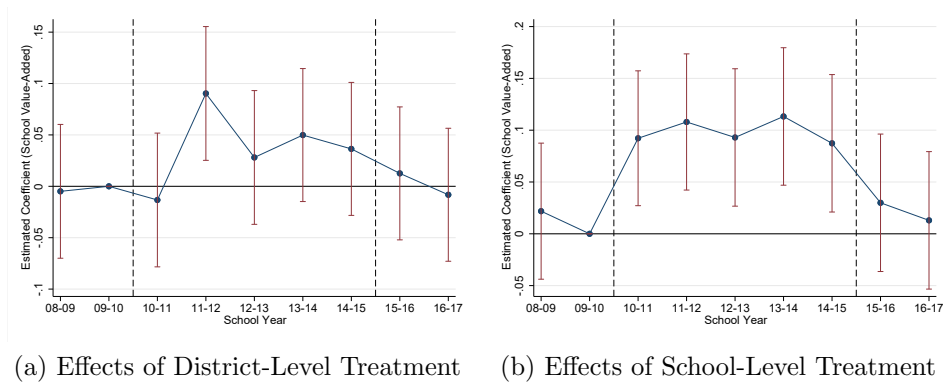 Estimated Coefficient (School Value-Added)
.15
.1
.05
0
-.05
-.1
08-09 09-10 10-11 11-12 12-13 13-14 14-15 15-16 16-17
School Year
(a) Effects of District-Level Treatment
Estimated Coefficient (School Value-Added)
.2
.15
.1
.05
0
-.05
08-09 09-10 10-11 11-12 12-13 13-14 14-15 15-16 16-17
School Year
(b) Effects of School-Level Treatment